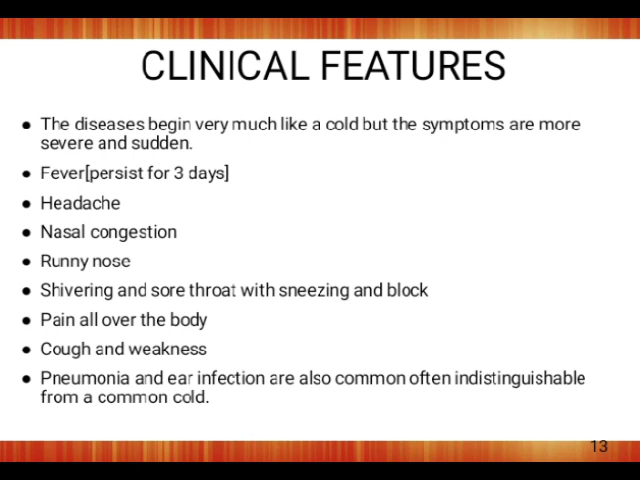 CLINICAL FEATURES
● The diseases begin very much like a cold but the symptoms are more
severe and sudden.
● Fever[persist for 3 days]
● Headache
● Nasal congestion
● Runny nose
● Shivering and sore throat with sneezing and block
● Pain all over the body
● Cough and weakness
● Pneumonia and ear infection are also common often indistinguishable
from a common cold.
13